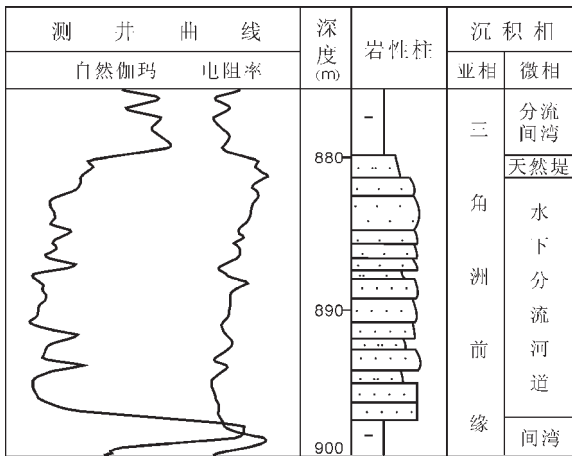 测 井 曲 线
自然伽玛 电阻率
深度(m)
岩性柱
沉积相
亚相 微相
880
890
900
三角洲前缘
分流间湾
天然堤
水下分流河道
间湾